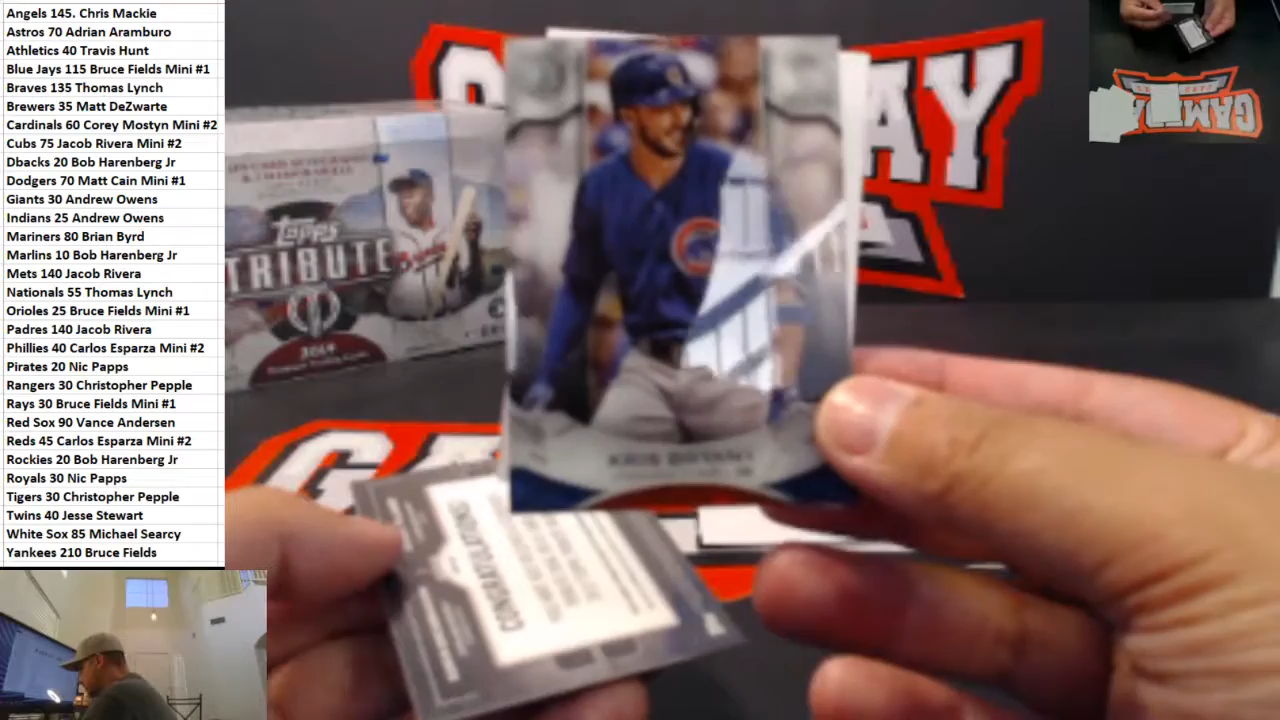 Angels 145. Chris Mackie
Astros 70 Adrian Aramburo
Athletics 40 Travis Hunt
Blue Jays 115 Bruce Fields Mini #1
Braves 135 Thomas Lynch
Brewers 35 Matt DeZwarte
Cardinals 60 Corey Mostyn Mini #2
Cubs 75 Jacob Rivera Mini #2
Dbacks 20 Bob Harenberg Jr
Dodgers 70 Matt Cain Mini #1
Giants 30 Andrew Owens
Indians 25 Andrew Owens
Mariners 80 Brian Byrd
Marlins 10 Bob Harenberg Jr
Mets 140 Jacob Rivera
Nationals 55 Thomas Lynch
Orioles 25 Bruce Fields Mini #1
Padres 140 Jacob Rivera
Phillies 40 Carlos Esparza Mini #2
Pirates 20 Nic Papps
Rangers 30 Christopher Pepple
Rays 30 Bruce Fields Mini #1
Red Sox 90 Vance Andersen
Reds 45 Carlos Esparza Mini #2
Rockies 20 Bob Harenberg Jr
Royals 30 Nic Papps
Tigers 30 Christopher Pepple
Twins 40 Jesse Stewart
White Sox 85 Michael Searcy
Yankees 210 Bruce Fields
Topps
TRIBUTE
2019
KRIS BRYANT
CONGRATULATIONS